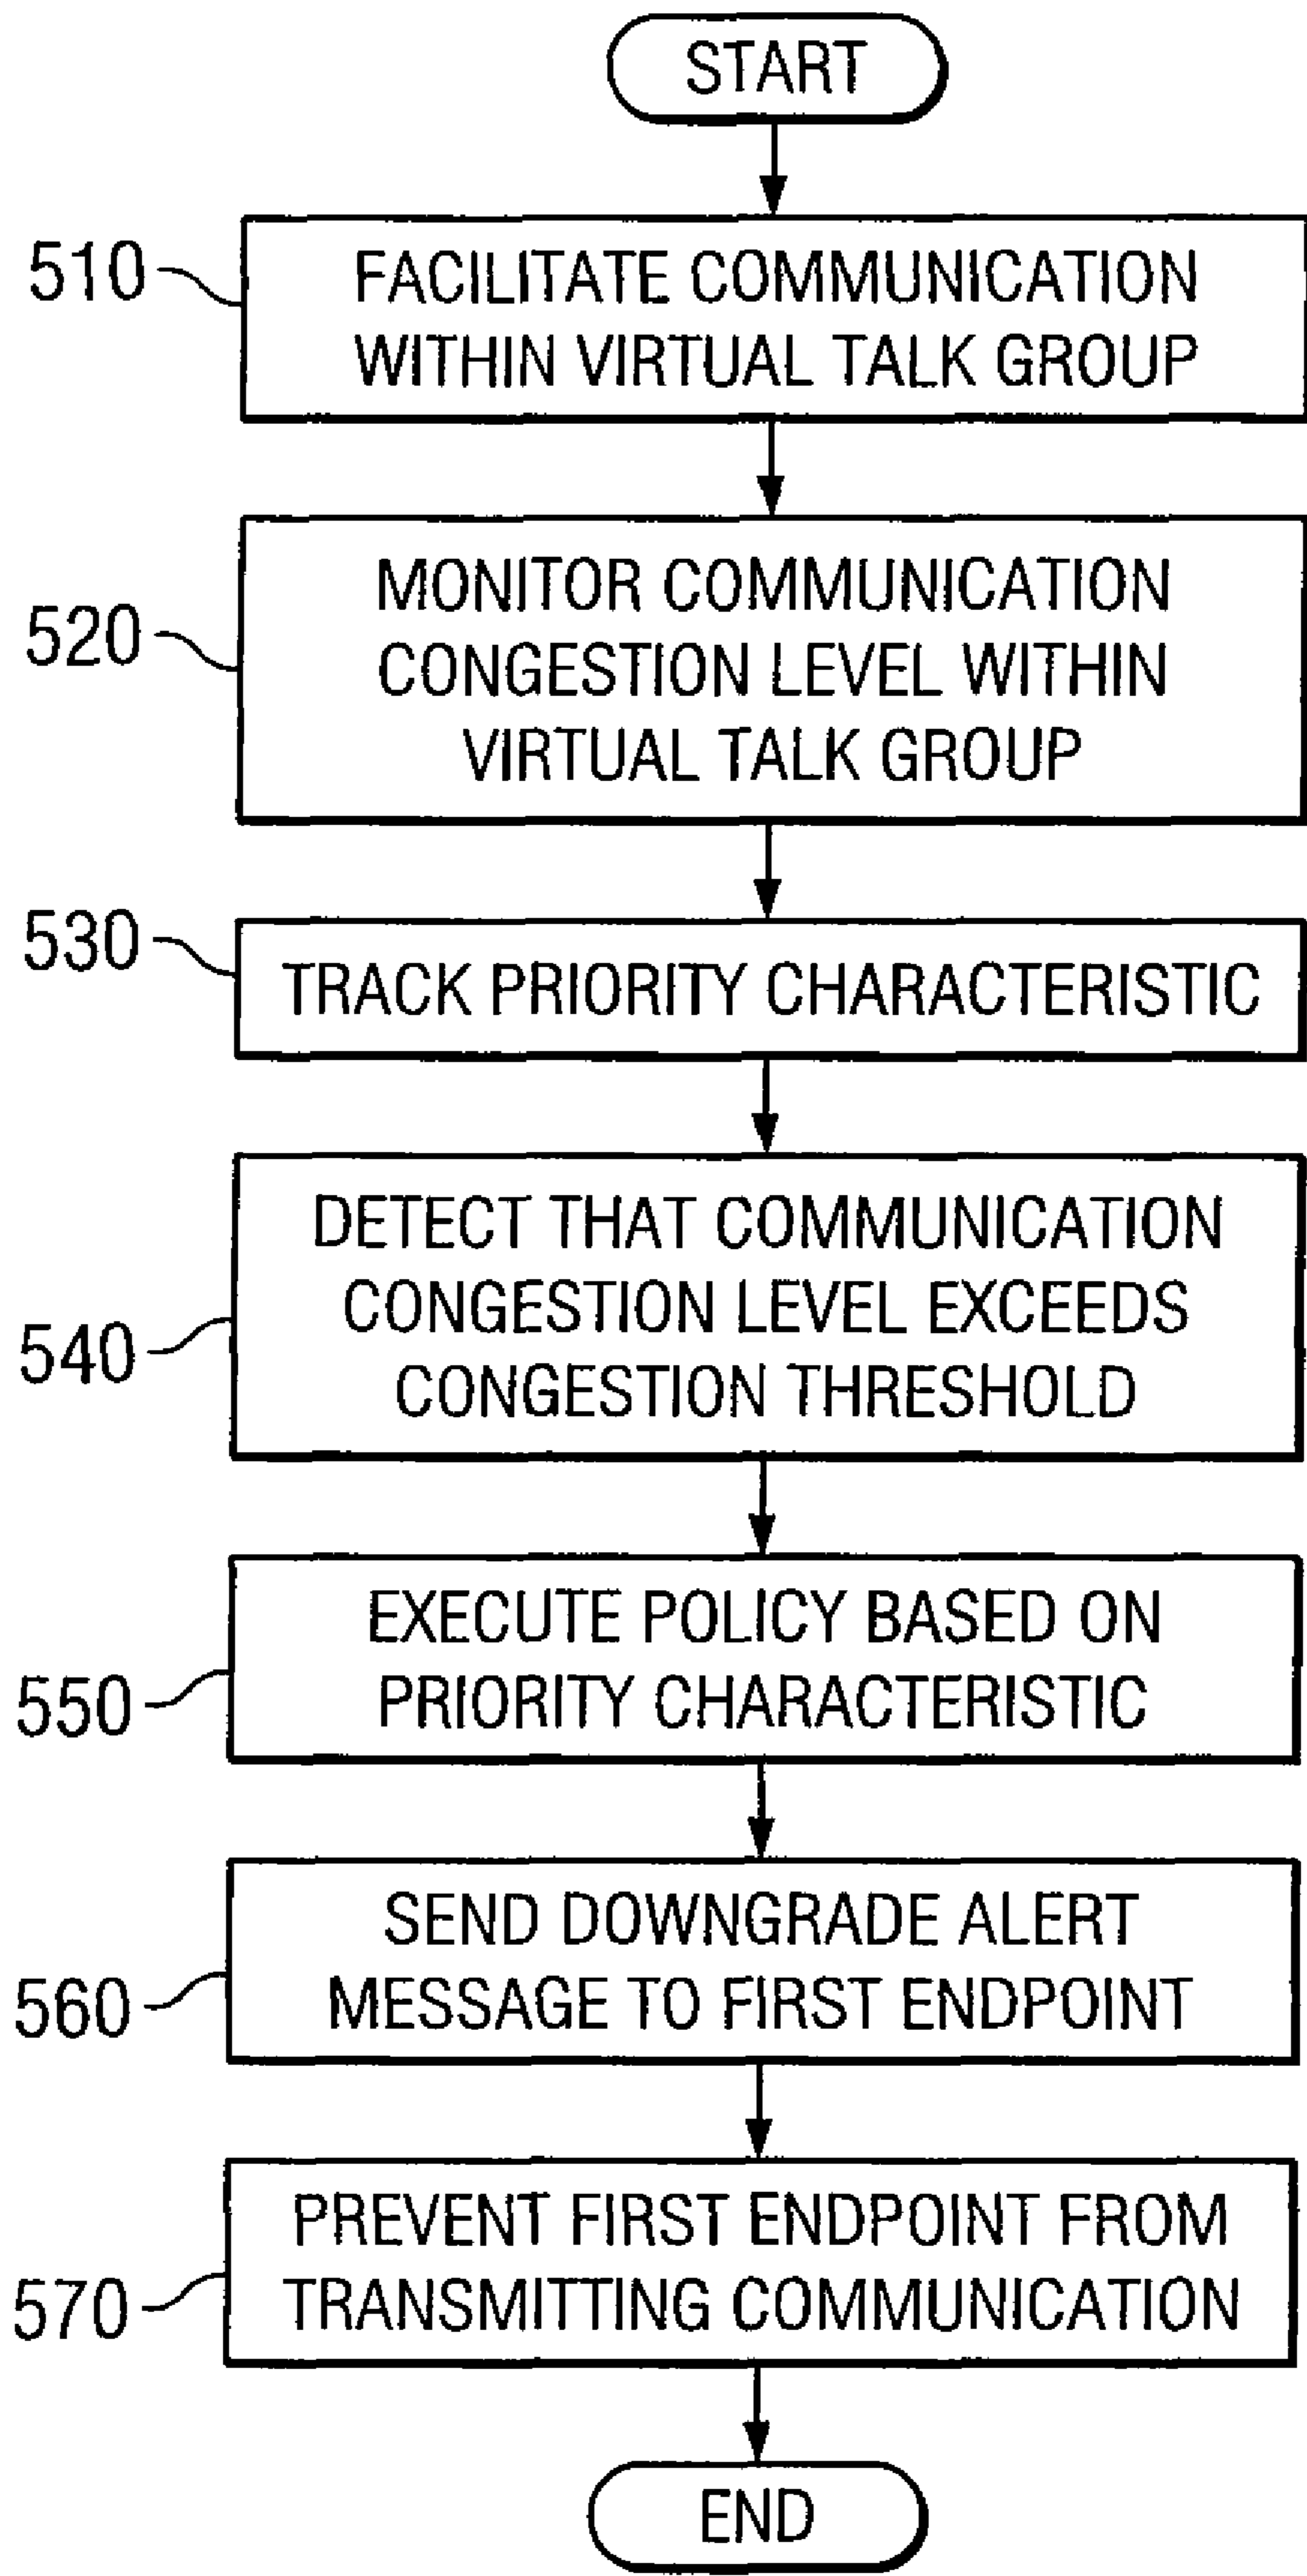 START
510
FACILITATE COMMUNICATION
WITHIN VIRTUAL TALK GROUP
520
MONITOR COMMUNICATION
CONGESTION LEVEL WITHIN
VIRTUAL TALK GROUP
530
TRACK PRIORITY CHARACTERISTIC
540
DETECT THAT COMMUNICATION
CONGESTION LEVEL EXCEEDS
CONGESTION THRESHOLD
550
EXECUTE POLICY BASED ON
PRIORITY CHARACTERISTIC
560
SEND DOWNGRADE ALERT
MESSAGE TO FIRST ENDPOINT
570
PREVENT FIRST ENDPOINT FROM
TRANSMITTING COMMUNICATION
END